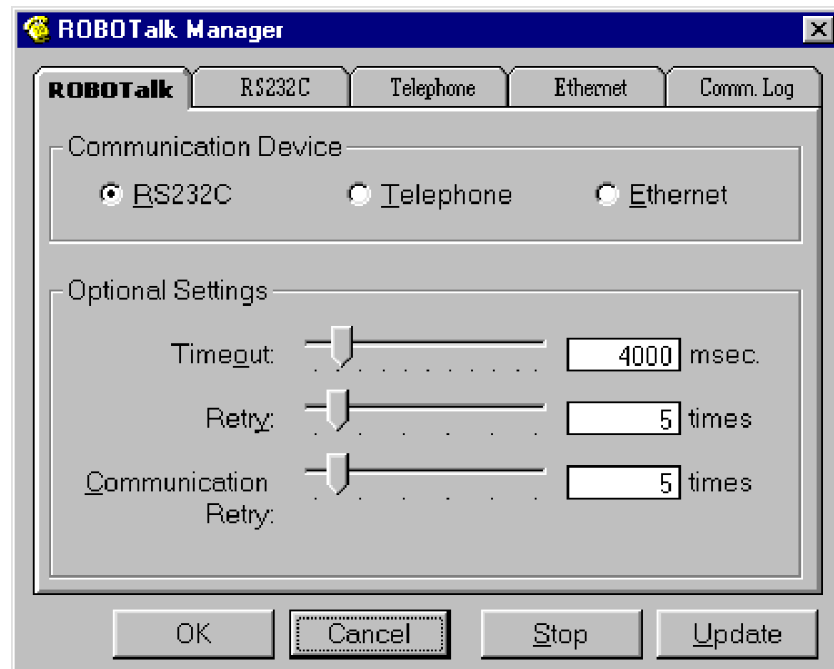 ROBOTalk Manager
ROBOTalk RS232C Telephone Ethernet Comm. Log
Communication Device
RS232C Telephone Ethernet
Optional Settings
Timeout: 4000 msec.
Retry: 5 times
Communication Retry: 5 times
OK Cancel Stop Update